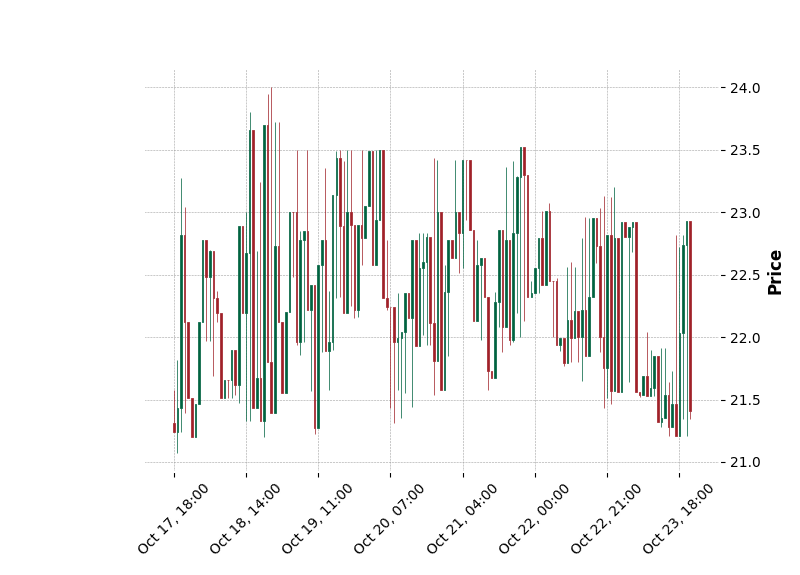 24.0
23.5
23.0
22.5
22.0
21.5
21.0
Price
Oct 17, 18:00
Oct 18, 14:00
Oct 19, 11:00
Oct 20, 07:00
Oct 21, 04:00
Oct 22, 00:00
Oct 22, 21:00
Oct 23, 18:00